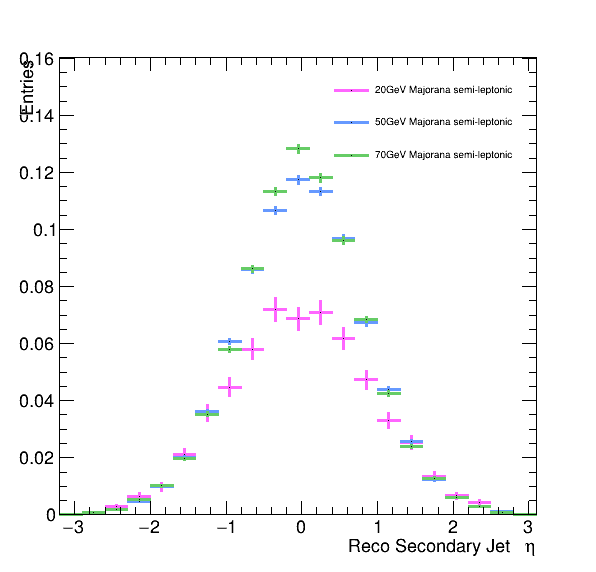 0.16
Entries
0.14
0.12
0.1
0.08
0.06
0.04
0.02
0
20GeV Majorana semi-leptonic
50GeV Majorana semi-leptonic
70GeV Majorana semi-leptonic
−3 −2 −1 0 1 2 3
Reco Secondary Jet η